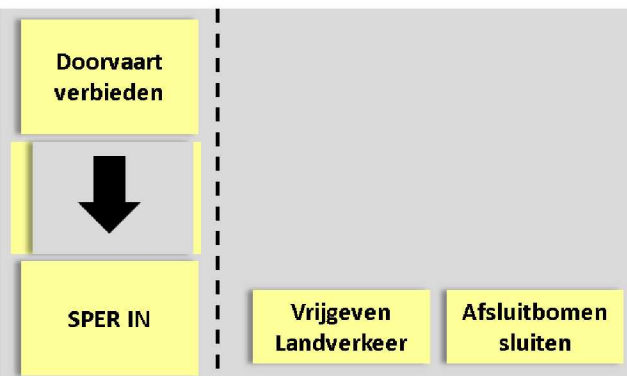 Doorvaart
verbieden
SPER IN
Vrijgeven
Landverkeer
Afsluitbomen
sluiten